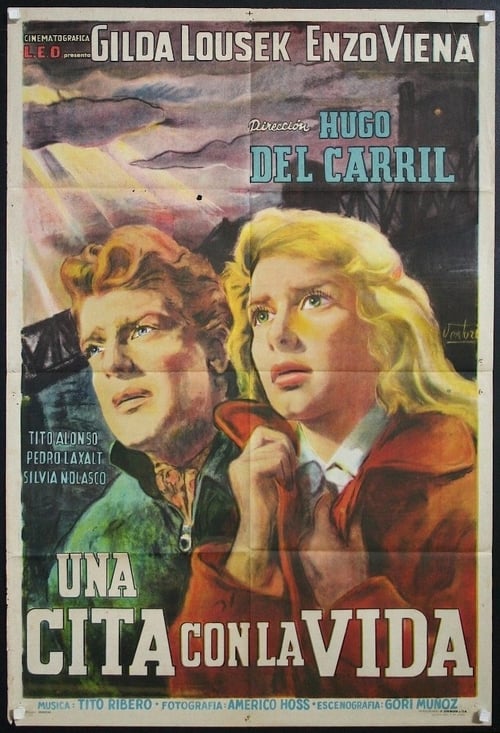 CINEMATOGRAFICA
L.E.O. presenta
GILDA LOUSEK ENZO VIENA
Dirección HUGO
DEL CARRIL
TITO ALONSO
PEDRO LAXALT
SILVIA NOLASCO
UNA
CITA CON LA VIDA
MUSICA: TITO RIBERO • FOTOGRAFIA: AMERICO HOSS • ESCENOGRAFIA: GORI MUÑOZ